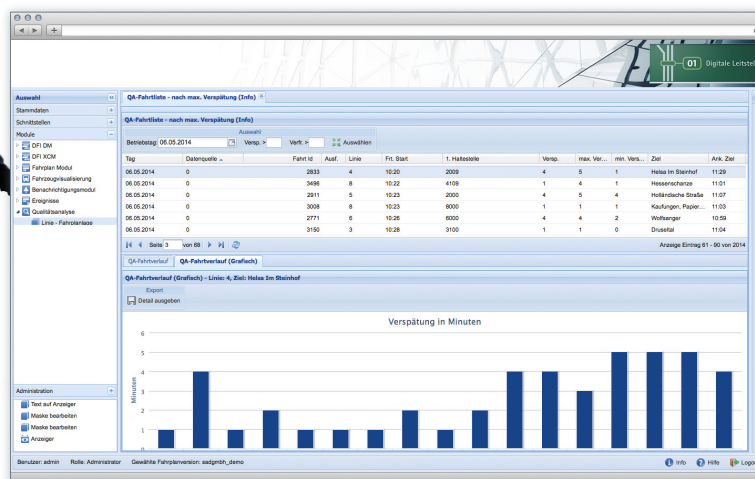 01 Digitale Leitstel
Auswahl
Stammdaten
Schnittstellen
Module
DFI DM
DFI XCM
Fahrplan Modul
Fahrzeugvisualisierung
Benachrichtigungsmodul
Ereignisse
Qualitätsanalyse
Linie - Fahrplanlage
Administration
Text auf Anzeiger
Maske bearbeiten
Maske bearbeiten
Anzeiger
QA-Fahrtliste - nach max. Verspätung (Info)
QA-Fahrtliste - nach max. Verspätung (Info)
Auswahl
Betriebstag: 06.05.2014 Versp. > Verfr. > Auswählen
Tag Datenquelle Fahrt Id Ausf. Linie Frt. Start 1. Haltestelle Versp. max. Ver... min. Vers... Ziel Ank. Ziel
06.05.2014 0 2833 4 10:20 2009 4 5 1 Helsa Im Steinhof 11:29
06.05.2014 0 3496 8 10:22 4109 1 4 1 Hessenschanze 11:01
06.05.2014 0 2911 5 10:23 2000 4 5 4 Holländische Straße 11:07
06.05.2014 0 3008 8 10:23 8000 1 1 1 Kaufungen, Papier... 11:03
06.05.2014 0 2771 6 10:26 6000 4 4 2 Wolfsanger 10:59
06.05.2014 0 3150 3 10:28 3100 1 1 0 Druseltal 11:04
Seite 3 von 68 Anzeige Eintrag 61 - 90 von 2014
QA-Fahrtverlauf QA-Fahrtverlauf (Grafisch)
QA-Fahrtverlauf (Grafisch) - Linie: 4, Ziel: Helsa Im Steinhof
Export
Detail ausgeben
Verspätung in Minuten
Minuten
6
5
4
3
2
1
0
Benutzer: admin Rolle: Administrator Gewählte Fahrplanversion: sadgmbh_demo Info Hilfe Logou